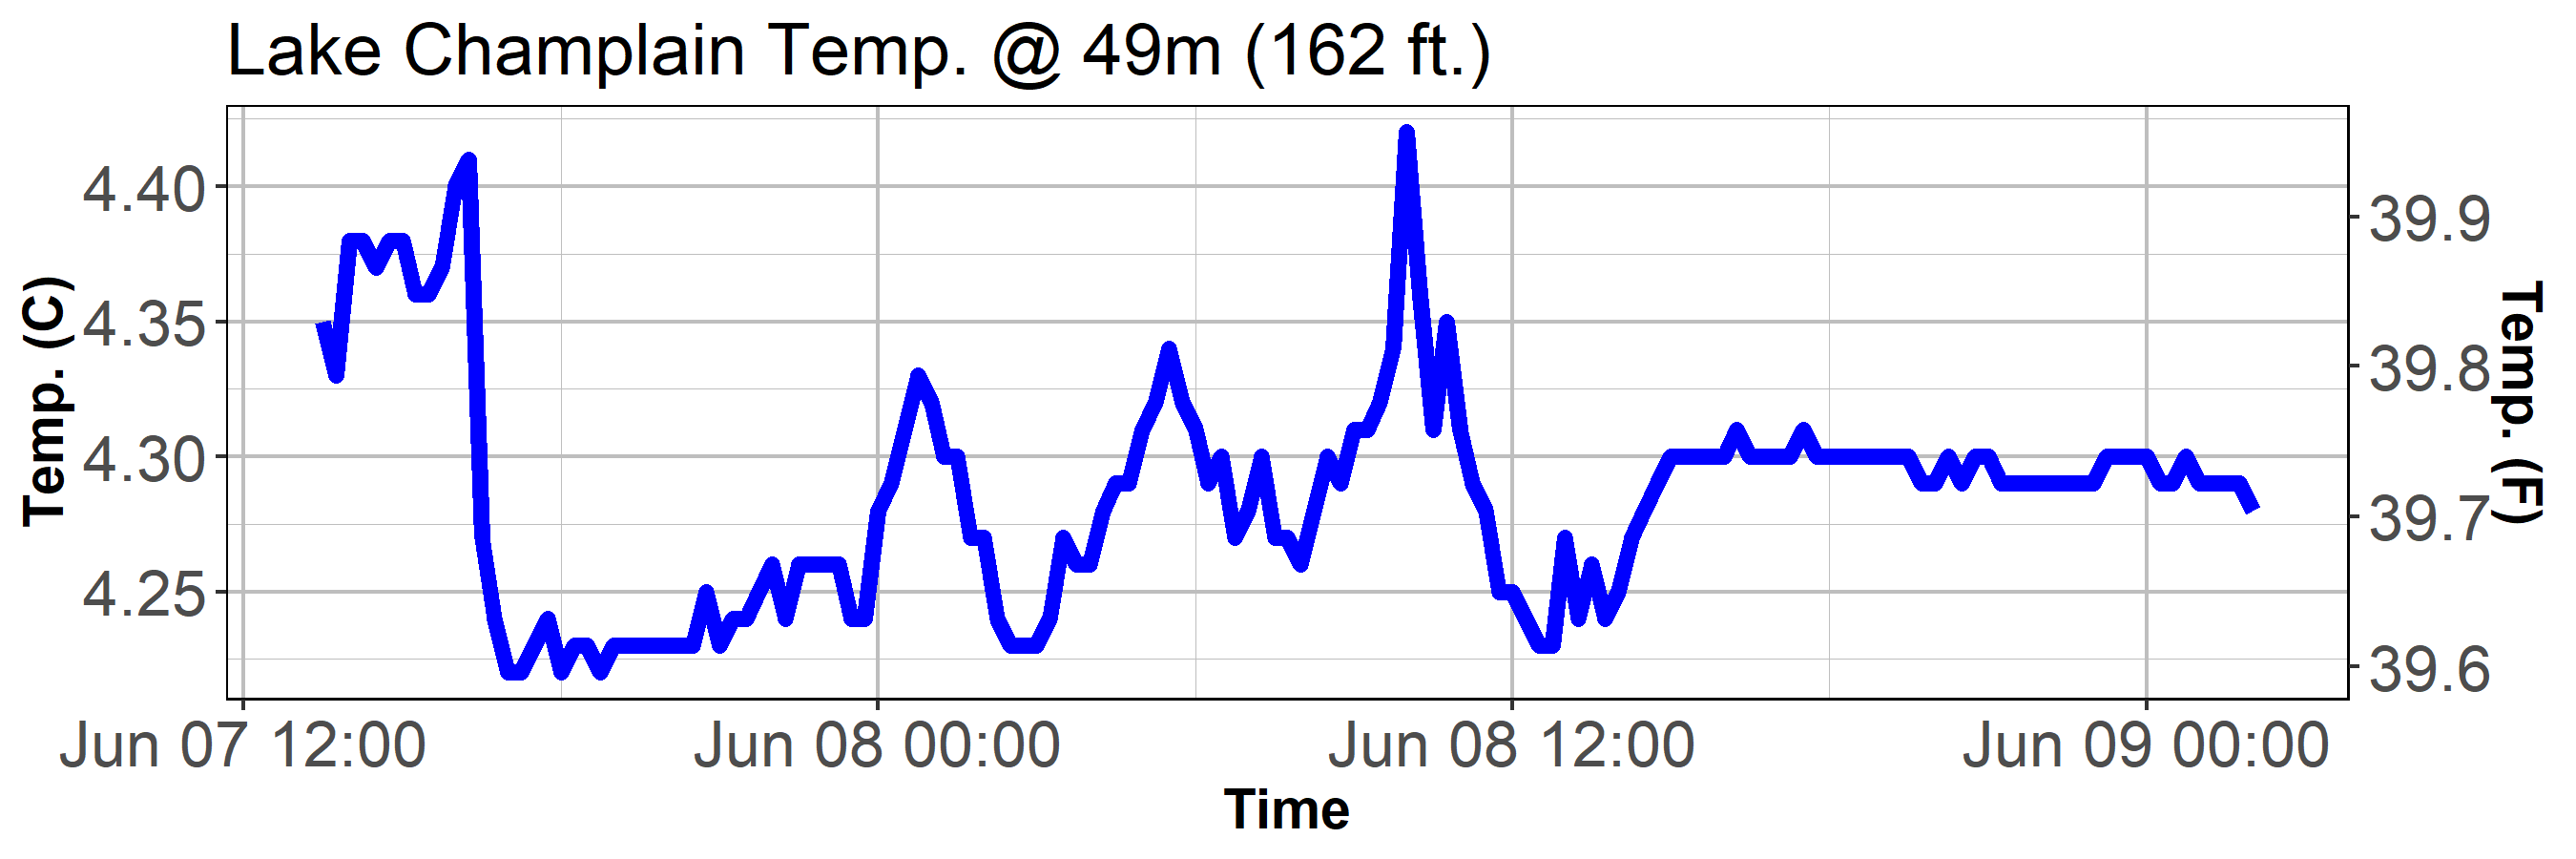 Lake Champlain Temp. @ 49m (162 ft.)
Temp. (C)
4.40
4.35
4.30
4.25
39.9
39.8
39.7
39.6
Temp. (F)
Jun 07 12:00
Jun 08 00:00
Jun 08 12:00
Jun 09 00:00
Time